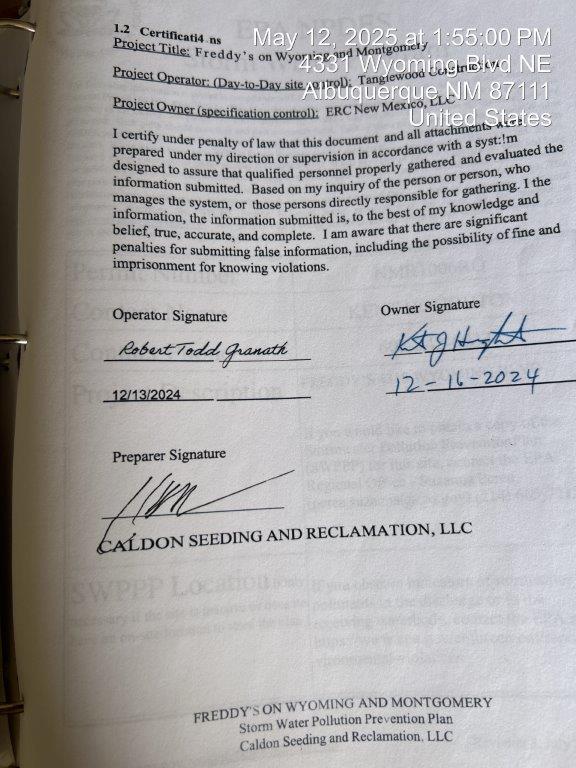 May 12, 2025 at 1:55:00 PM
4331 Wyoming Blvd NE
Albuquerque NM 87111
United States
1.2 Certificati4 ns
Project Title: Freddy's on Wyoming and Montgomery
Project Operator: (Day-to-Day site control): Tanglewood Construction
Project Owner (specification control): ERC New Mexico, LLC
I certify under penalty of law that this document and all attachments were
prepared under my direction or supervision in accordance with a syst:!m
designed to assure that qualified personnel properly gathered and evaluated the
information submitted. Based on my inquiry of the person or person, who
manages the system, or those persons directly responsible for gathering. I the
information, the information submitted is, to the best of my knowledge and
belief, true, accurate, and complete. I am aware that there are significant
penalties for submitting false information, including the possibility of fine and
imprisonment for knowing violations.
Operator Signature
Owner Signature
Robert Todd Granath
12/13/2024
12-16-2024
Preparer Signature
CALDON SEEDING AND RECLAMATION, LLC
SWPPP Location
FREDDY'S ON WYOMING AND MONTGOMERY
Storm Water Pollution Prevention Plan
Caldon Seeding and Reclamation, LLC